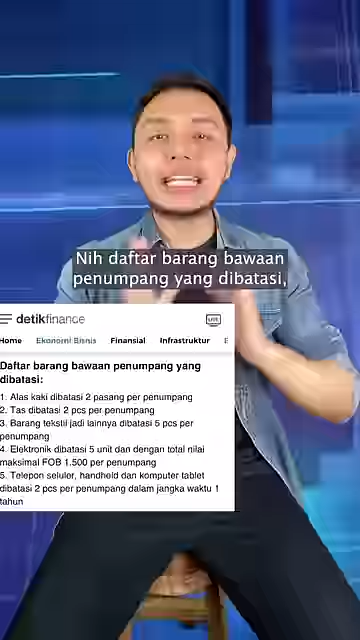 Nih daftar barang bawaan
penumpang yang dibatasi,
detikfinance
LIVE
Home Ekonomi Bisnis Finansial Infrastruktur E
Daftar barang bawaan penumpang yang
dibatasi:
1. Alas kaki dibatasi 2 pasang per penumpang
2. Tas dibatasi 2 pcs per penumpang
3. Barang tekstil jadi lainnya dibatasi 5 pcs per
penumpang
4. Elektronik dibatasi 5 unit dan dengan total nilai
maksimal FOB 1.500 per penumpang
5. Telepon selular, handheld dan komputer tablet
dibatasi 2 pcs per penumpang dalam jangka waktu 1
tahun